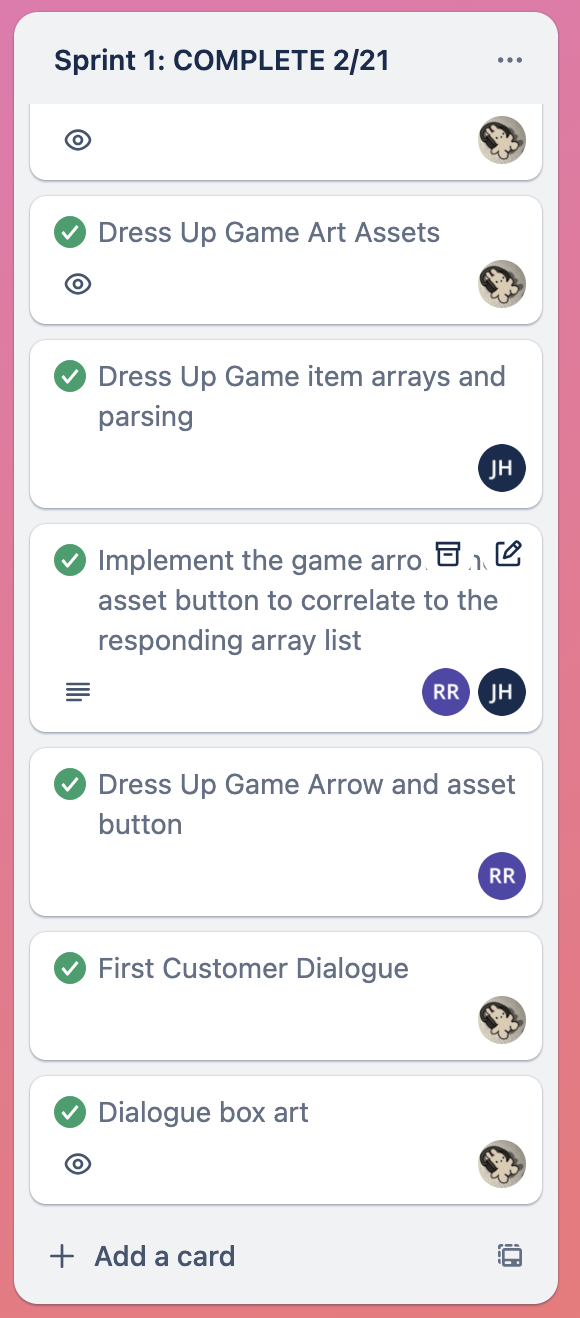 Sprint 1: COMPLETE 2/21
Dress Up Game Art Assets
Dress Up Game item arrays and
parsing
JH
Implement the game
asset button to correlate to the
responding array list
RR JH
Dress Up Game Arrow and asset
button
RR
First Customer Dialogue
Dialogue box art
Add a card